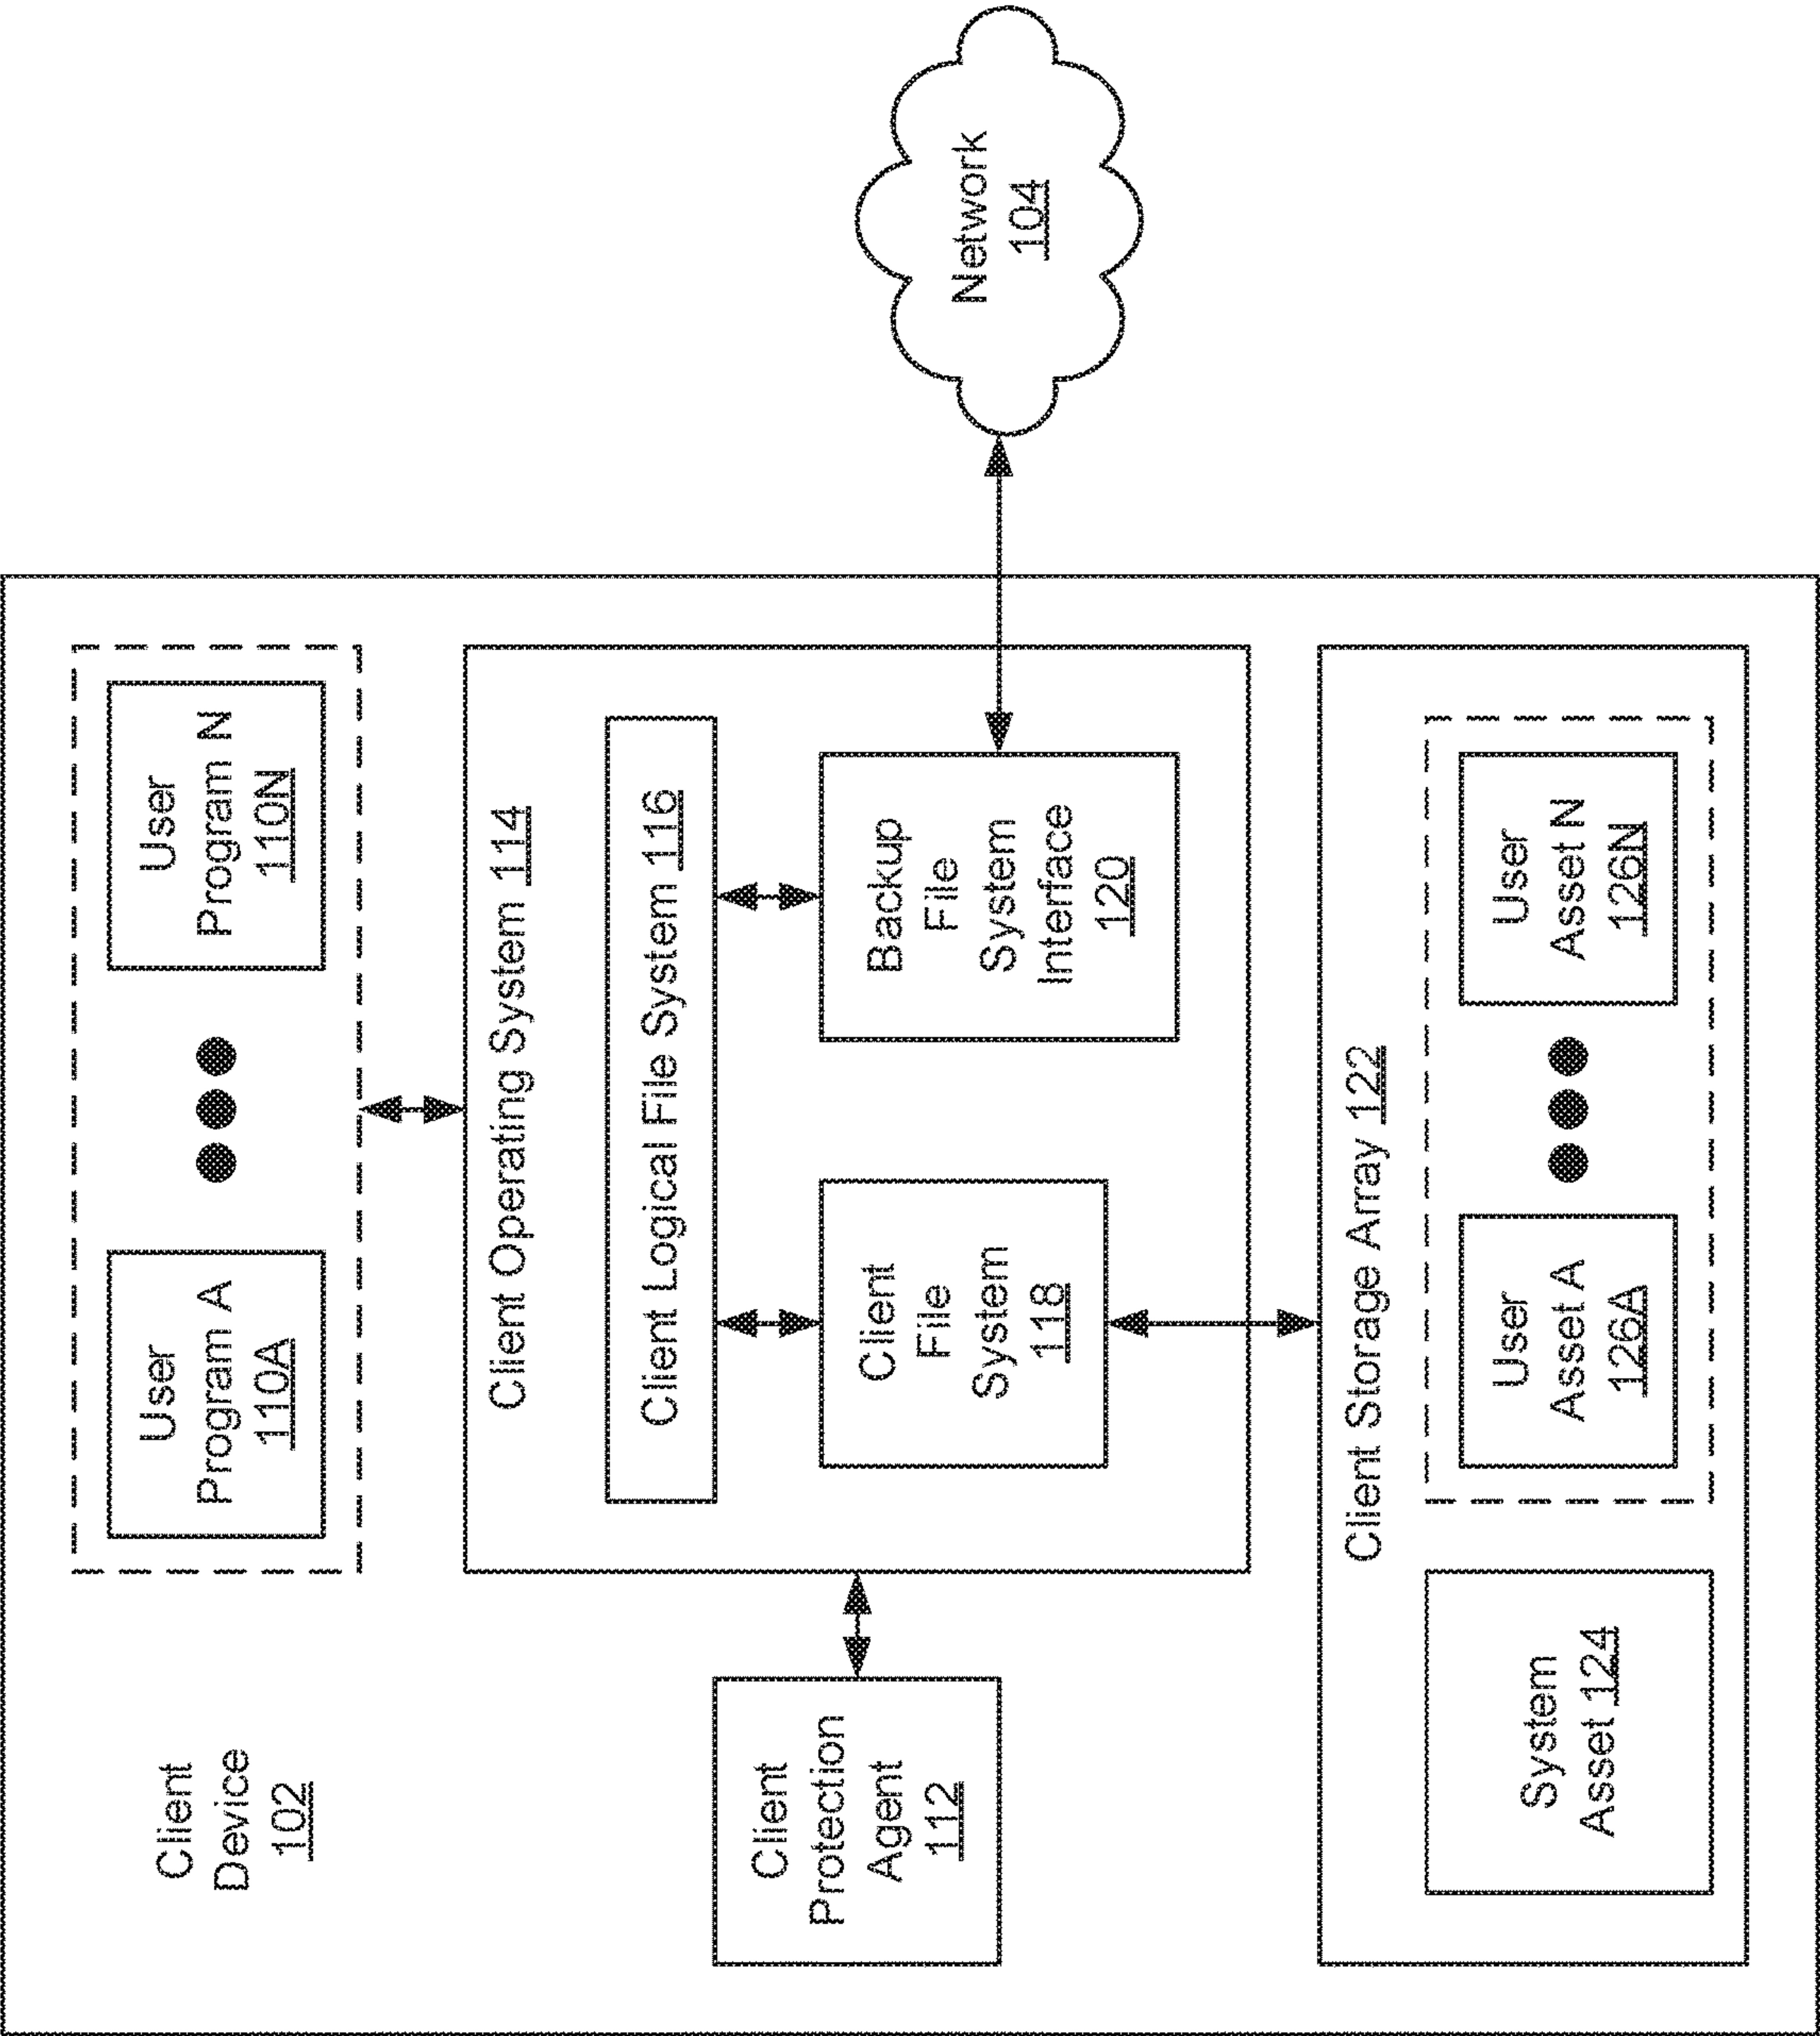 Client
Device
102
User
Program A
110A
User
Program N
110N
Client
Protection
Agent
112
Client Operating System 114
Client Logical File System 116
Client
File
System
118
Backup
File
System
Interface
120
Network
104
Client Storage Array 122
System
Asset 124
User
Asset A
126A
User
Asset N
126N